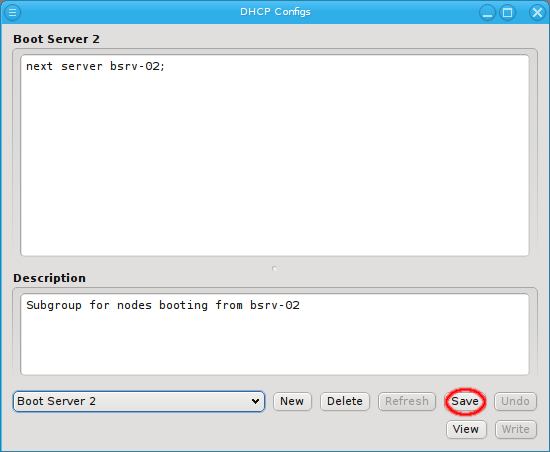 DHCP Configs
Boot Server 2
next server bsrv-02;
Description
Subgroup for nodes booting from bsrv-02
Boot Server 2 New Delete Refresh Save Undo
View Write